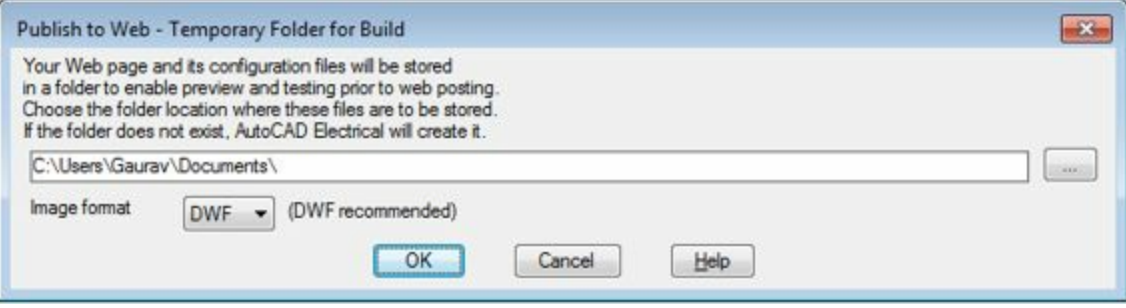 Publish to Web - Temporary Folder for Build
Your Web page and its configuration files will be stored
in a folder to enable preview and testing prior to web posting.
Choose the folder location where these files are to be stored.
If the folder does not exist, AutoCAD Electrical will create it.
C:\Users\Gaurav\Documents\
...
Image format DWF (DWF recommended)
OK Cancel Help